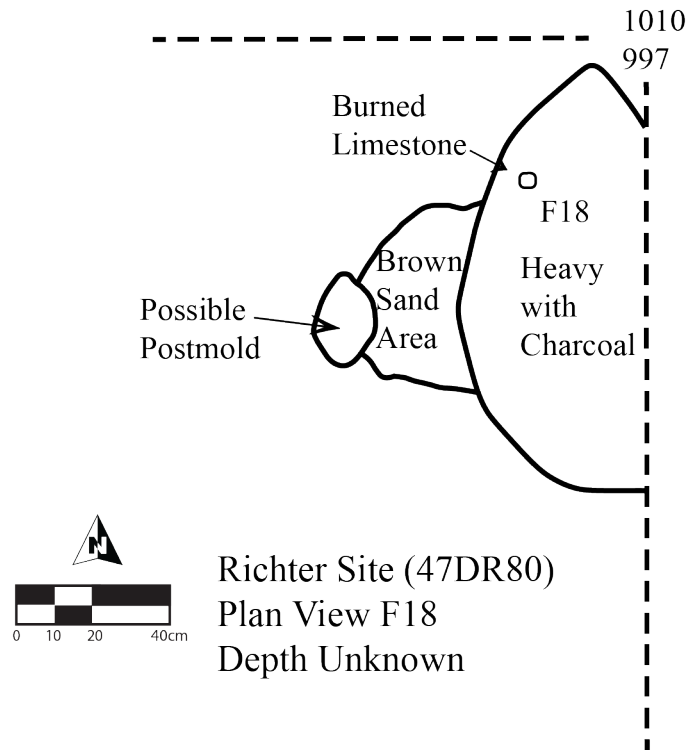 1010
997
Burned
Limestone
F18
Brown
Sand
Area
Heavy
with
Charcoal
Possible
Postmold
N
0 10 20 40cm
Richter Site (47DR80)
Plan View F18
Depth Unknown